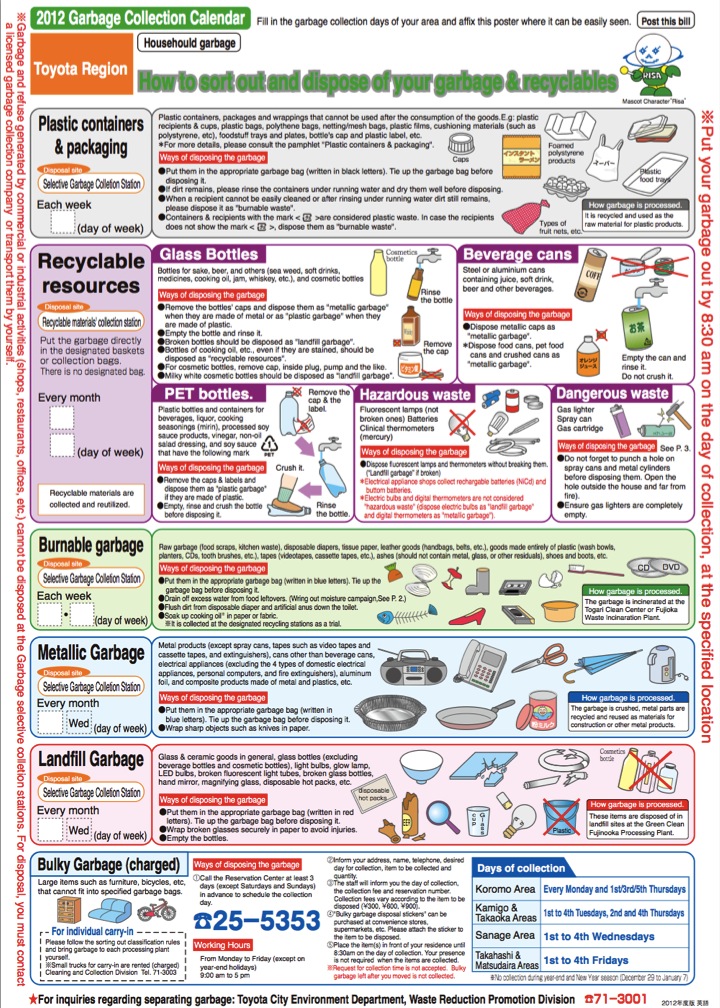 2012 Garbage Collection Calendar
Fill in the garbage collection days of your area and affix this poster where it can be easily seen.
Post this bill
Toyota Region
Househould garbage
How to sort out and dispose of your garbage & recyclables
RISA
Mascot Character "Risa"
※Garbage and refuse generated by commercial or industrial activities (shops, restaurants, offices, etc.) cannot be disposed at the Garbage selective colletion stations. For disposal, you must contact
a licensed garbage collection company or transport them by yourself.
※Put your garbage out by 8:30 am on the day of collection, at the specified location
Plastic containers
& packaging
Disposal site
Selective Garbage Collection Station
Each week
(day of week)
Plastic containers, packages and wrappings that cannot be used after the consumption of the goods.E.g: plastic
recipients & cups, plastic bags, polythene bags, netting/mesh bags, plastic films, cushioning materials (such as
polystyrene, etc), foodstuff trays and plates, bottle's cap and plastic label, etc.
＊For more details, please consult the pamphlet "Plastic containers & packaging".
Ways of disposing the garbage
●Put them in the appropriate garbage bag (written in black letters). Tie up the garbage bag before
disposing it.
●If dirt remains, please rinse the containers under running water and dry them well before disposing.
●When a recipient cannot be easily cleaned or after rinsing under running water dirt still remains,
please dispose it as "burnable waste".
●Containers & recipients with the mark < プラ >are considered plastic waste. In case the recipients
does not show the mark < プラ >, dispose them as "burnable waste".
Caps
インスタント
ラーメン
Foamed
polystyrene
products
スーパー
Plastic
food trays
Types of
fruit nets, etc.
How garbage is processed.
It is recycled and used as the
raw material for plastic products.
Recyclable
resources
Disposal site
Recyclable materials' collection station
Put the garbage directly
in the designated baskets
or collection bags.
There is no designated bag.
Every month
(day of week)
Recyclable materials are
collected and reutilized.
Glass Bottles
Bottles for sake, beer, and others (sea weed, soft drinks,
medicines, cooking oil, jam, whiskey, etc.), and cosmetic bottles
Ways of disposing the garbage
●Remove the bottles' caps and dispose them as "metallic garbage"
when they are made of metal or as "plastic garbage" when they
are made of plastic.
●Empty the bottle and rinse it.
●Broken bottles should be disposed as "landfill garbage".
●Bottles of cooking oil, etc., even if they are stained, should be
disposed as "recyclable resources".
●For cosmetic bottles, remove cap, inside plug, pump and the like.
●Milky white cosmetic bottles should be disposed as "landfill garbage".
Cosmetics
bottle
Rinse
the bottle
Remove
the cap
Beverage cans
Steel or aluminium cans
containing juice, soft drink,
beer and other beverages.
Ways of disposing the garbage
●Dispose metallic caps as
"metallic garbage".
＊Dispose food cans, pet food
cans and crushed cans as
"metallic garbage".
COFF
オレンジ
ジュース
お茶
Empty the can and
rinse it.
Do not crush it.
PET bottles.
Plastic bottles and containers for
beverages, liquor, cooking
seasonings (mirin), processed soy
sauce products, vinegar, non-oil
salad dressing, and soy sauce
that have the following mark
Ways of disposing the garbage
●Remove the caps & labels and
dispose them as "plastic garbage"
if they are made of plastic.
●Empty, rinse and crush the bottle
before disposing it.
Remove the
cap & the
label.
1
PET
Crush it.
Rinse
the bottle.
Hazardous waste
Fluorescent lamps (not
broken ones) Batteries
Clinical thermometers
(mercury)
Ways of disposing the garbage
●Dispose fluorescent lamps and thermometers without breaking them.
("Landfill garbage" if broken)
＊Electrical appliance shops collect rechargable batteries (NiCd) and
buttom batteries.
＊Electric bulbs and digital thermometers are not considered
"hazardous waste" (dispose electric bulbs as "landfill garbage"
and digital thermometers as "metallic garbage").
Dangerous waste
Gas lighter
Spray can
Gas cartridge
Ways of disposing the garbage
See P. 3.
●Do not forget to punch a hole on
spray cans and metal cylinders
before disposing them. Open the
hole outside the house and far from
fire).
●Ensure gas lighters are completely
empty.
Burnable garbage
Disposal site
Selective Garbage Collection Station
Each week
(day of week)
Raw garbage (food scraps, kitchen waste), disposable diapers, tissue paper, leather goods (handbags, belts, etc.), goods made entirely of plastic (wash bowls,
planters, CDs, tooth brushes, etc.), tapes (videotapes, cassette tapes, etc.), ashes (should not contain metal, glass, or other residuals), shoes and boots, etc.
Ways of disposing the garbage
●Put them in the appropriate garbage bag (written in blue letters). Tie up the
garbage bag before disposing it.
●Drain off excess water from food leftovers. (Wring out moisture campaign,See P. 2.)
●Flush dirt from disposable diaper and artificial anus down the toilet.
●Soak up cooking oil* in paper or fabric.
※It is collected at the designated recycling stations as a trial.
CD
DVD
How garbage is processed.
The garbage is incinerated at the
Togari Clean Center or Fujioka
Waste Incinaration Plant.
Metallic Garbage
Disposal site
Selective Garbage Collection Station
Every month
Wed
(day of week)
Metal products (except spray cans, tapes such as video tapes and
cassette tapes, and extinguishers), cans other than beverage cans,
electrical appliances (excluding the 4 types of domestic electrical
appliances, personal computers, and fire extinguishers), aluminum
foil, and composite products made of metal and plastics, etc.
Ways of disposing the garbage
●Put them in the appropriate garbage bag (written in
blue letters). Tie up the garbage bag before disposing it.
●Wrap sharp objects such as knives in paper.
How garbage is processed.
The garbage is crushed, metal parts are
recycled and reused as materials for
construction or other metal products.
Landfill Garbage
Disposal site
Selective Garbage Collection Station
Every month
Wed
(day of week)
Glass & ceramic goods in general, glass bottles (excluding
beverage bottles and cosmetic bottles), light bulbs, glow lamp,
LED bulbs, broken fluorescent light tubes, broken glass bottles,
hand mirror, magnifying glass, disposable hot packs, etc.
Ways of disposing the garbage
●Put them in the appropriate garbage bag (written in red
letters). Tie up the garbage bag before disposing it.
●Wrap broken glasses securely in paper to avoid injuries.
●Empty the bottles.
disposable
hot packs
Glass
Plastic
Cosmetics
bottle
How garbage is processed.
These items are disposed of in
landfill sites at the Green Clean
Fujinooka Processing Plant.
Bulky Garbage (charged)
Large items such as furniture, bicycles, etc,
that cannot fit into specified garbage bags.
For individual carry-in
Please follow the sorting out classification rules
and bring garbage to each processing plant
yourself.
※Small trucks for carry-in are rented (charged)
Cleaning and Collection Division Tel. 71-3003
Ways of disposing the garbage
①Call the Reservation Center at least 3
days (except Saturdays and Sundays)
in advance to schedule the collection
day.
☎25-5353
Working Hours
From Monday to Friday (except on
year-end holidays)
9:00 am to 5 pm
②Inform your address, name, telephone, desired
day for collection, item to be collected and
quantity.
③The staff will inform you the day of collection,
the collection fee and reservation number.
Collection fees vary according to the item to be
disposed (¥300, ¥600, ¥900).
④"Bulky garbage disposal stickers" can be
purchased at convenience stores,
supermarkets, etc. Please attach the sticker to
the item to be disposed.
⑤Place the item(s) in front of your residence until
8:30am on the day of collection. Your presence
is not required when the items are collected.
※Request for collection time is not accepted. Bulky
garbage left after you moved is not collected.
Days of collection
Koromo Area Every Monday and 1st/3rd/5th Thursdays
Kamigo &
Takaoka Areas 1st to 4th Tuesdays, 2nd and 4th Thursdays
Sanage Area 1st to 4th Wednesdays
Takahashi &
Matsudaira Areas 1st to 4th Fridays
※No collection during year-end and New Year season (December 29 to January 7)
★For inquiries regarding separating garbage: Toyota City Environment Department, Waste Reduction Promotion Division ☎71-3001
2012年度版 英語